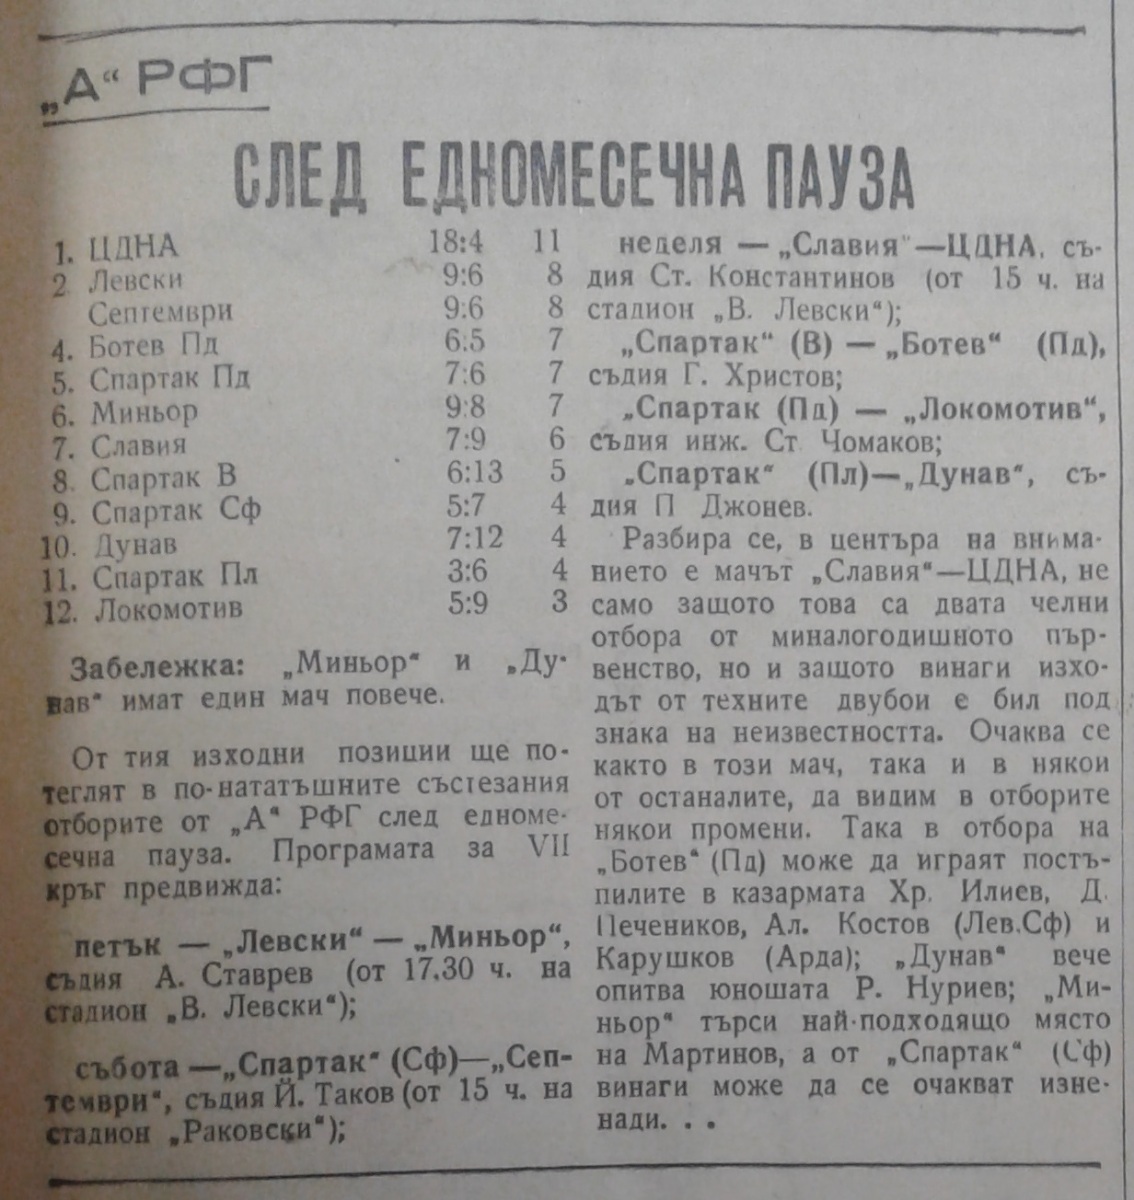 „А“ РФГ
СЛЕД ЕДНОМЕСЕЧНА ПАУЗА
1. ЦДНА 18:4 11
2 Левски 9:6 8
Септември 9:6 8
4. Ботев Пд 6:5 7
5. Спартак Пд 7:6 7
6. Миньор 9:8 7
7. Славия 7:9 6
8. Спартак В 6:13 5
9. Спартак Сф 5:7 4
10. Дунав 7:12 4
11. Спартак Пл 3:6 4
12. Локомотив 5:9 3
Забележка: „Миньор“ и „Ду-
нав“ имат един мач повече.
От тия изходни позиции ще по-
теглят в по-нататъшните състезания
отборите от „А“ РФГ след едноме-
сечна пауза. Програмата за VII
кръг предвижда:
петък — „Левски“ — „Миньор“,
съдия А. Ставрев (от 17.30 ч. на
стадион „В. Левски“);
събота —„Спартак“ (Сф)—„Сеп-
тември“, съдия Й. Таков (от 15 ч. на
стадион „Раковски“);
неделя — „Славия“—ЦДНА, съ-
дия Ст. Константинов (от 15 ч. на
стадион „В. Левски“);
„Спартак“ (В) — „Ботев“ (Пд),
съдия Г. Христов;
„Спартак (Пд) — „Локомотив“,
съдия инж. Ст Чомаков;
„Спартак“ (Пл)—„Дунав“, съ-
дия П Джонев.
Разбира се, в центъра на внима-
нието е мачът „Славия“—ЦДНА, не
само защото това са двата челни
отбора от миналогодишното пър-
венство, но и защото винаги изхо-
дът от техните двубои е бил под
знака на неизвестността. Очаква се
както в този мач, така и в някои
от останалите, да видим в отборите
някои промени. Така в отбора на
„Ботев“ (Пд) може да играят постъ-
пилите в казармата Хр. Илиев, Д.
Печеников, Ал. Костов (Лев.Сф) и
Карушков (Арда); „Дунав“ вече
опитва юношата Р. Нуриев; „Ми-
ньор“ търси най-подходящо място
на Мартинов, а от „Спартак“ (Сф)
винаги може да се очакват изне-
нади. . .